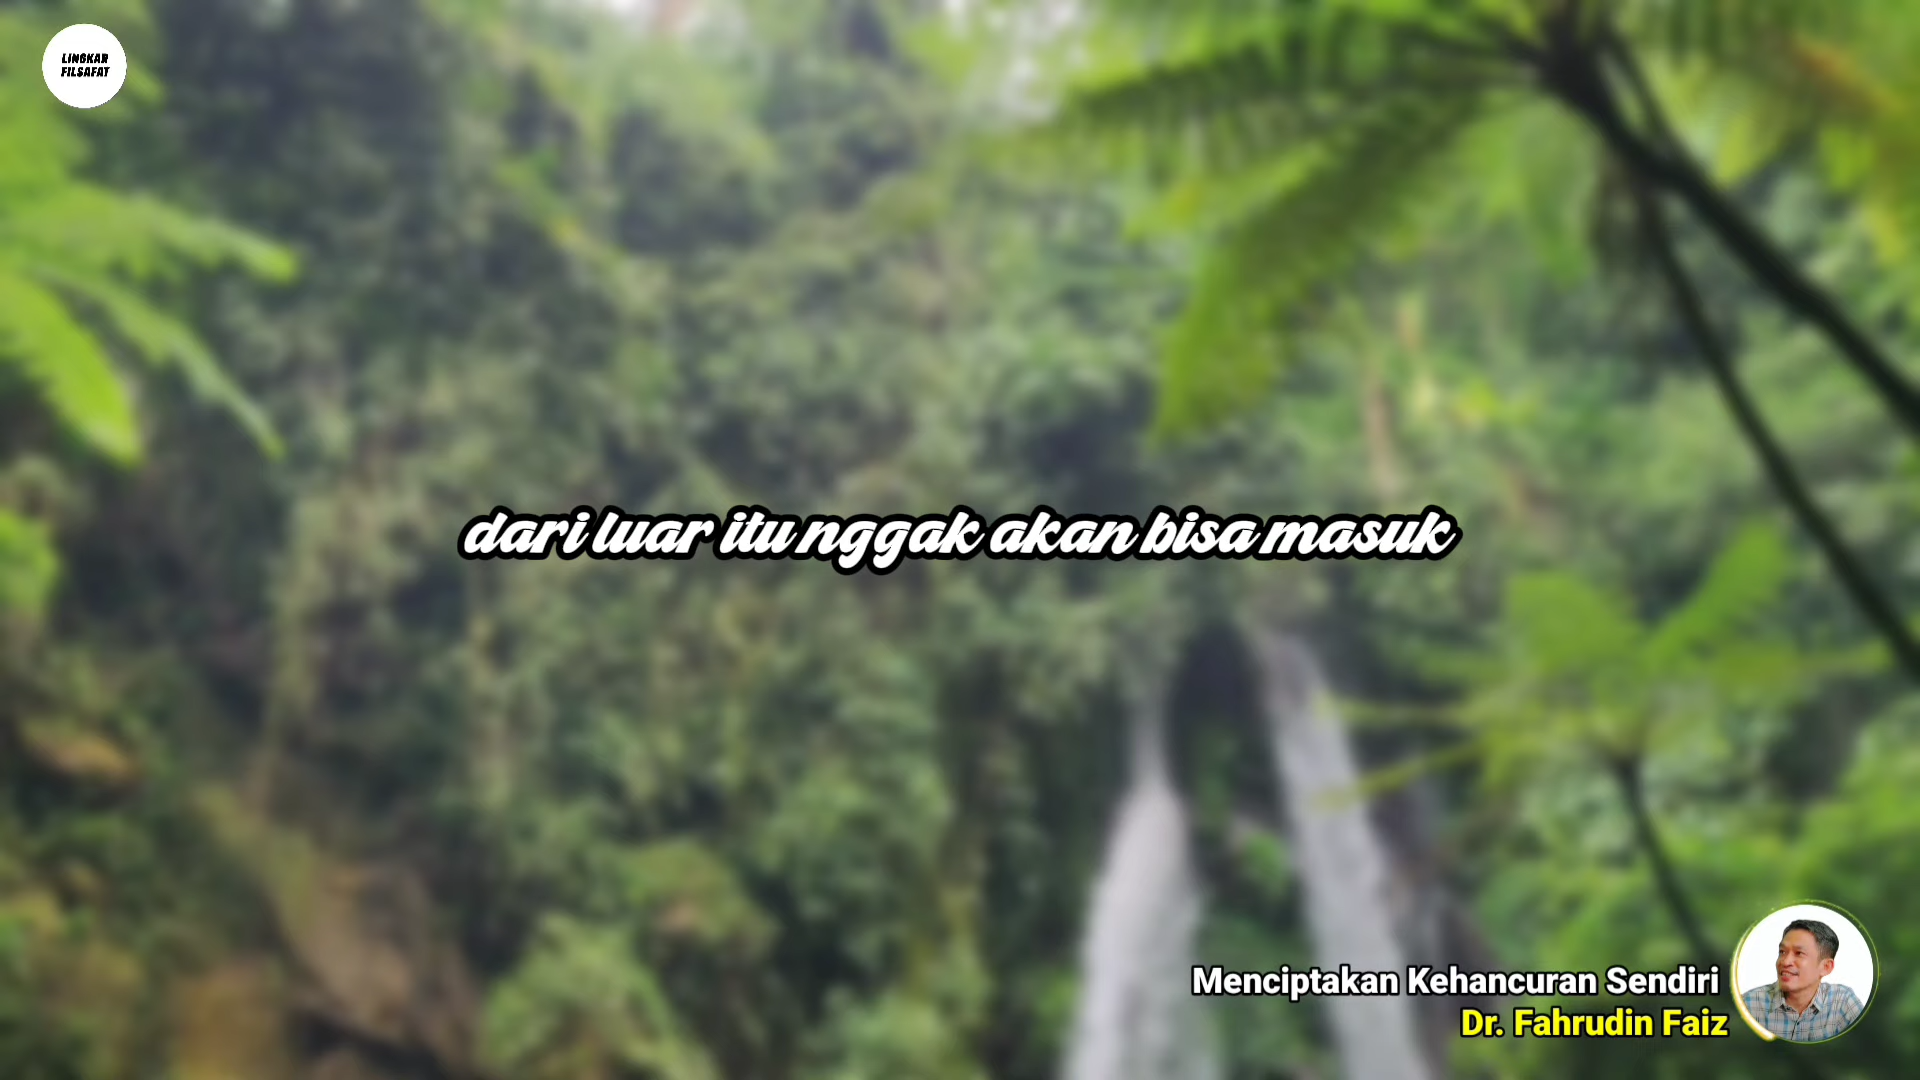 LINGKAR
FILSAFAT
dari luar itu nggak akan bisa masuk
Menciptakan Kehancuran Sendiri
Dr. Fahrudin Faiz